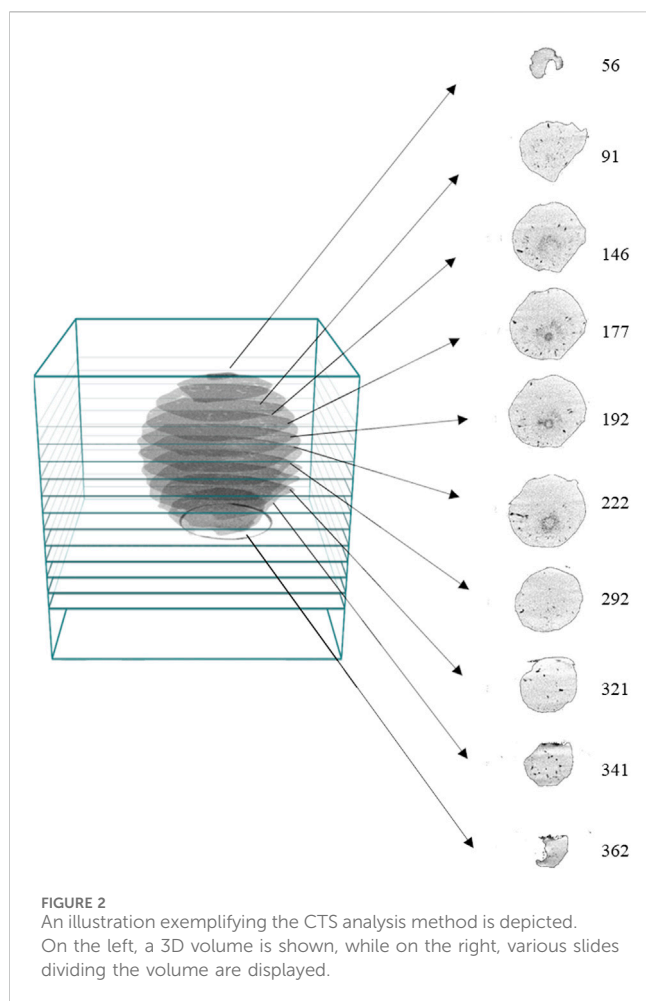 56
91
146
177
192
222
292
321
341
362
FIGURE 2
An illustration exemplifying the CTS analysis method is depicted.
On the left, a 3D volume is shown, while on the right, various slides
dividing the volume are displayed.